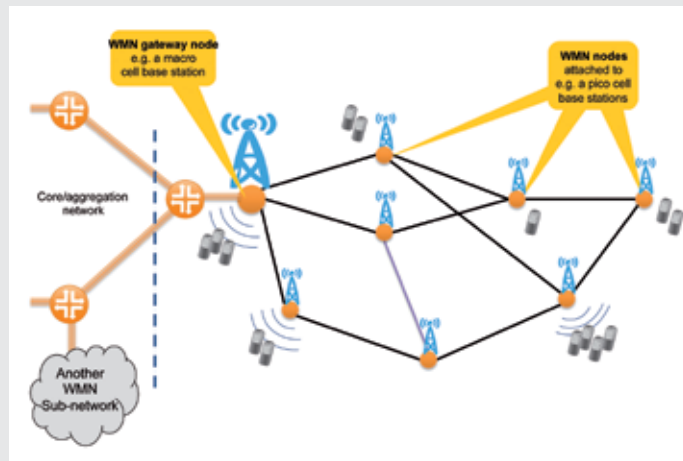 WMN gateway node
e.g. a macro
cell base station
WMN nodes
attached to
e.g. a pico cell
base stations
Core/aggregation
network
Another
WMN
Sub-network